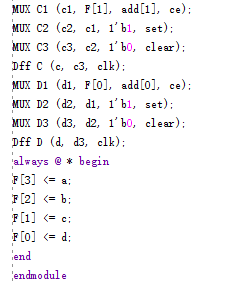 MUX C1 (c1, F[1], add[1], ce);
MUX C2 (c2, c1, 1'b1, set);
MUX C3 (c3, c2, 1'b0, clear);
Dff C (c, c3, clk);
MUX D1 (d1, F[0], add[0], ce);
MUX D2 (d2, d1, 1'b1, set);
MUX D3 (d3, d2, 1'b0, clear);
Dff D (d, d3, clk);
always @ * begin
F[3] <= a;
F[2] <= b;
F[1] <= c;
F[0] <= d;
end
endmodule